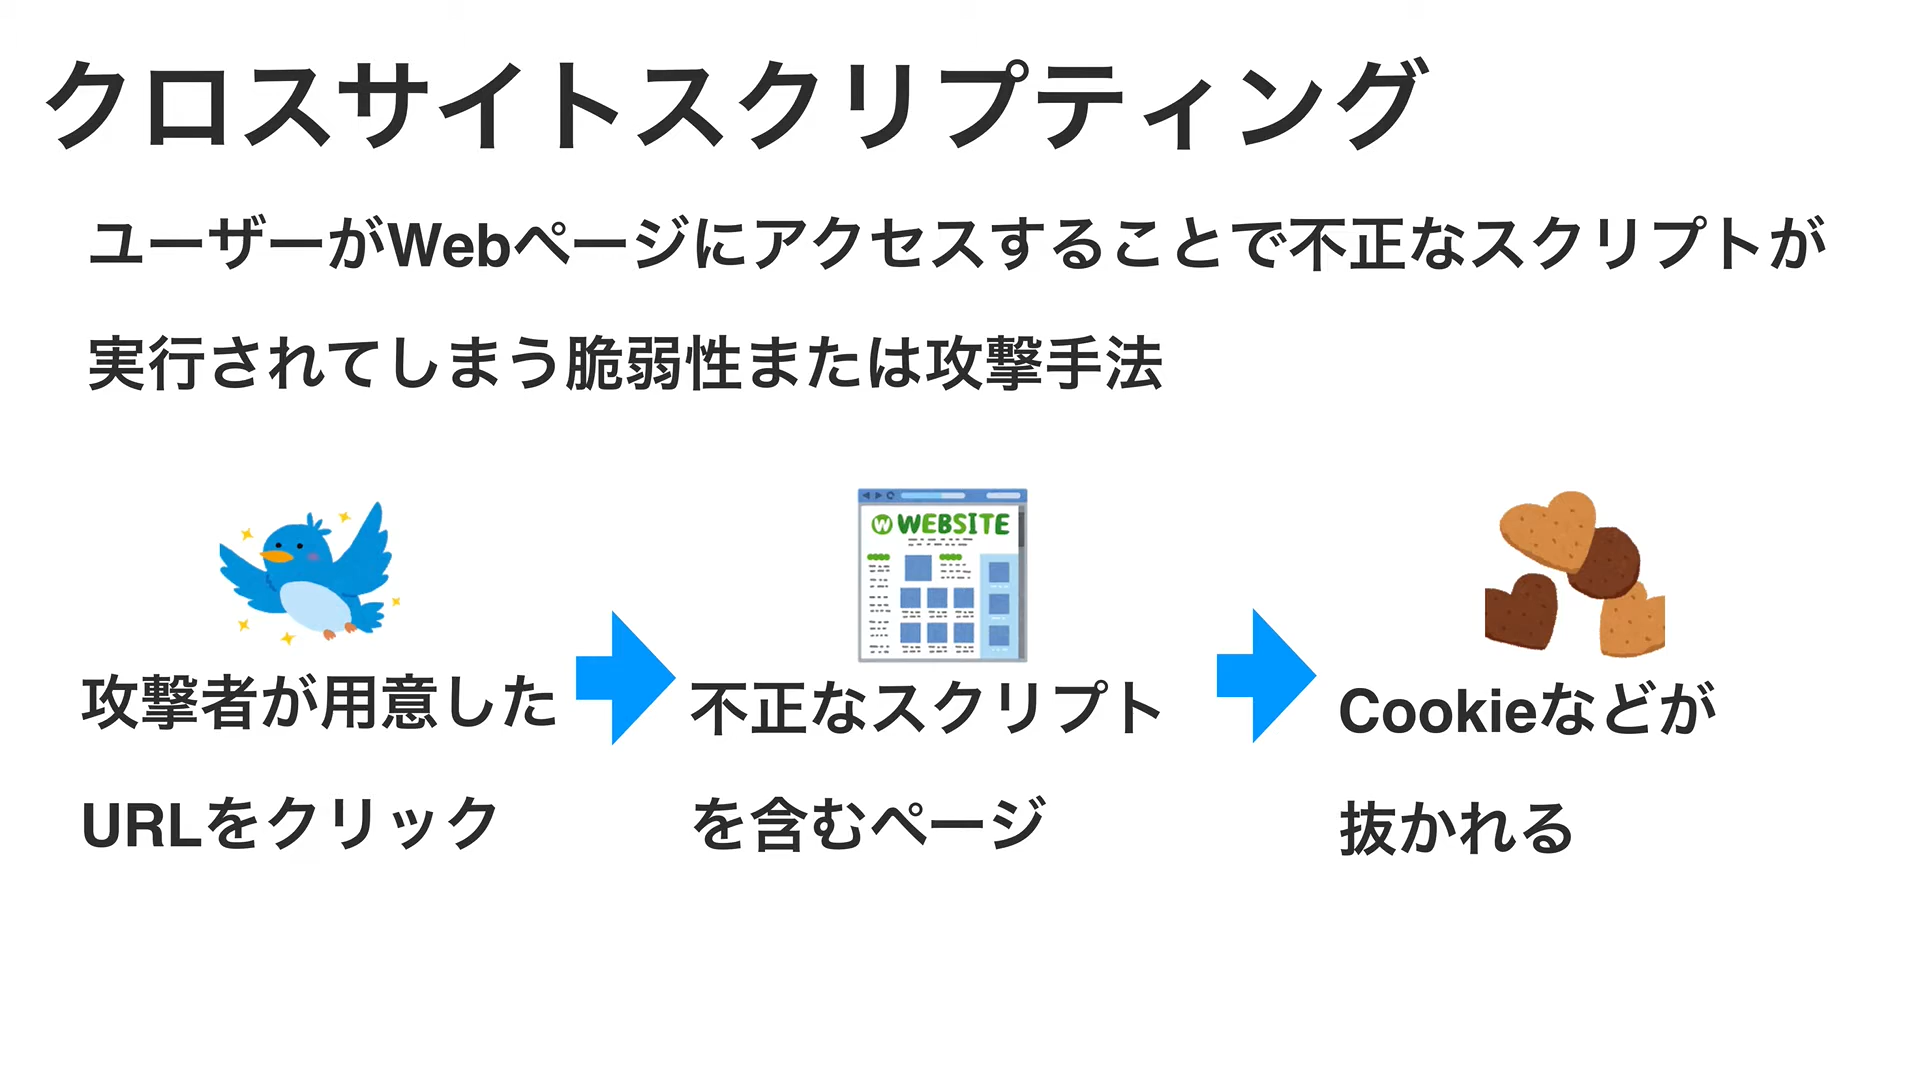 クロスサイトスクリプティング
ユーザーがWebページにアクセスすることで不正なスクリプトが
実行されてしまう脆弱性または攻撃手法
W WEBSITE
攻撃者が用意した
URLをクリック
不正なスクリプト
を含むページ
Cookieなどが
抜かれる